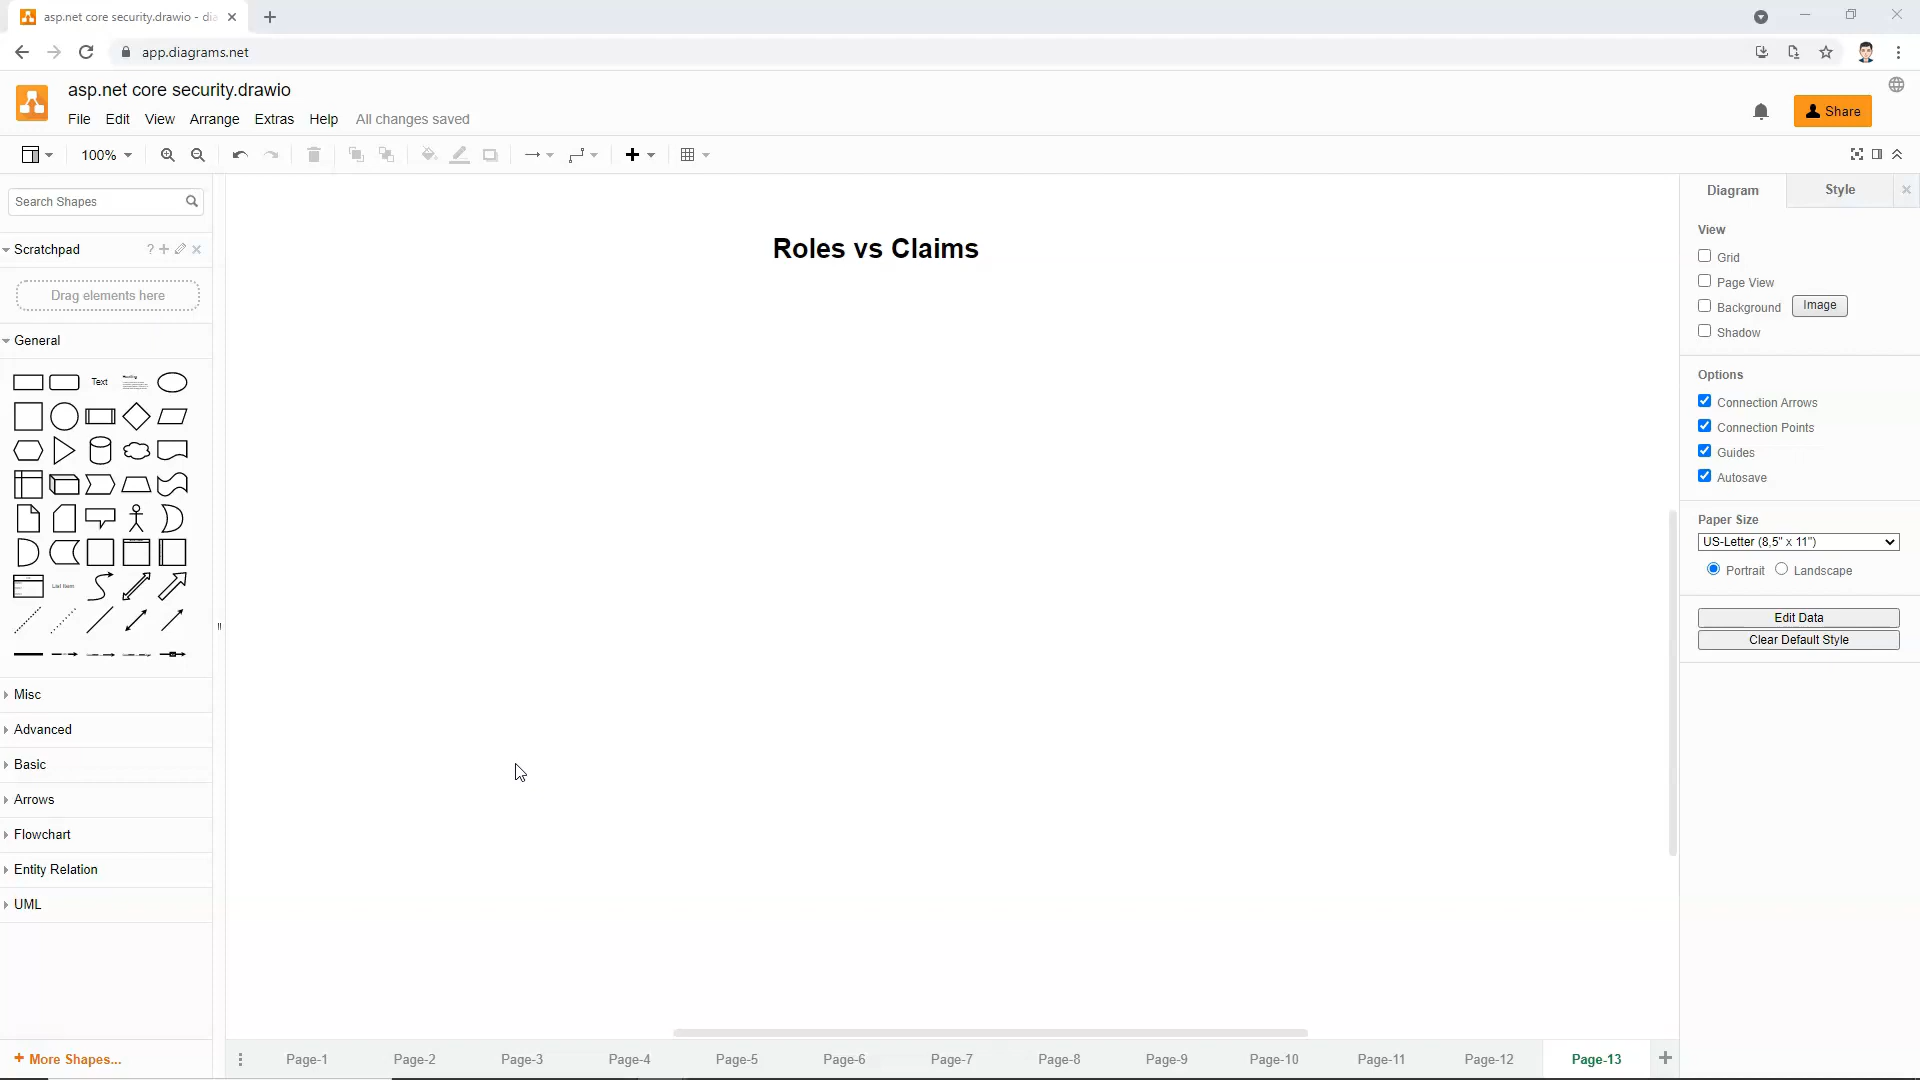 asp.net core security.drawio - dia
app.diagrams.net
asp.net core security.drawio
File Edit View Arrange Extras Help All changes saved
Share
100%
Search Shapes
Scratchpad
?
Drag elements here
General
Text
Heading
List Item
Misc
Advanced
Basic
Arrows
Flowchart
Entity Relation
UML
+ More Shapes...
Roles vs Claims
Diagram
Style
View
Grid
Page View
Background
Image
Shadow
Options
Connection Arrows
Connection Points
Guides
Autosave
Paper Size
US-Letter (8,5" x 11")
Portrait
Landscape
Edit Data
Clear Default Style
Page-1 Page-2 Page-3 Page-4 Page-5 Page-6 Page-7 Page-8 Page-9 Page-10 Page-11 Page-12 Page-13